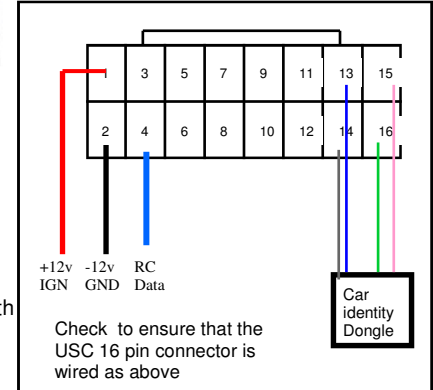 1 3 5 7 9 11 13 15
2 4 6 8 10 12 14 16
+12v -12v RC
IGN GND Data
th
Car
identity
Dongle
Check to ensure that the
USC 16 pin connector is
wired as above